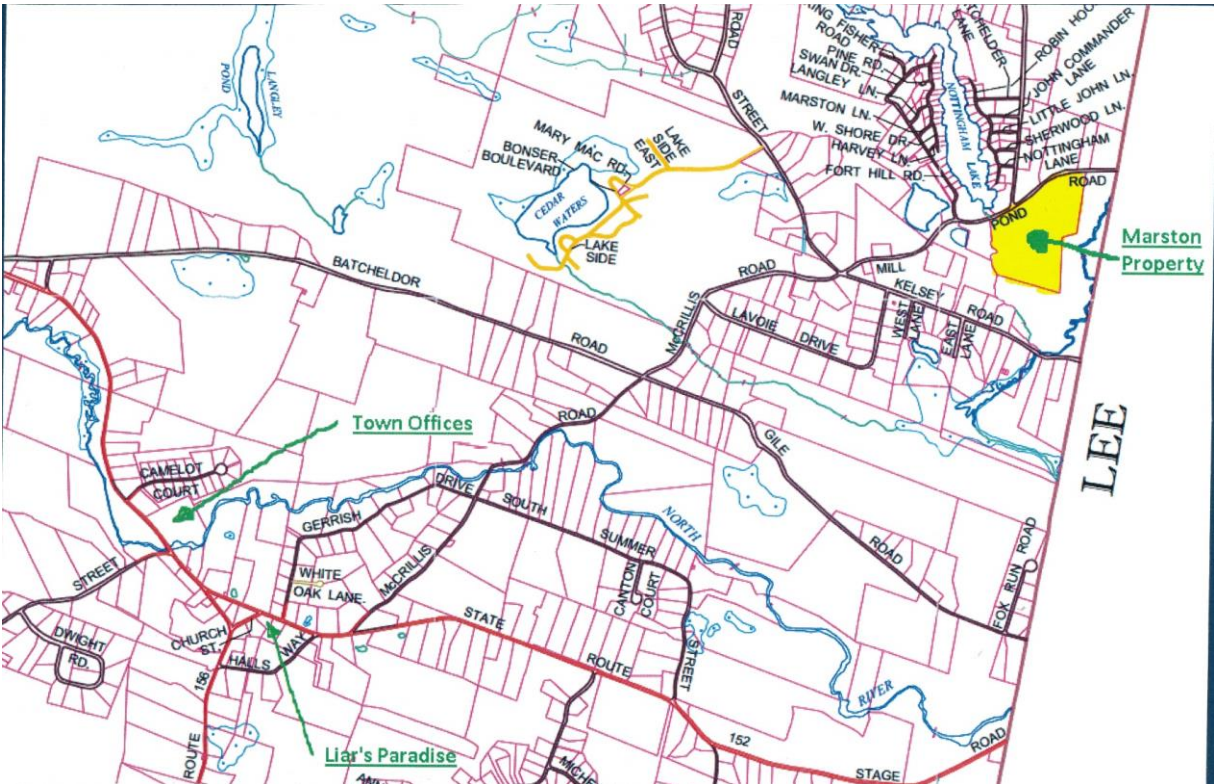 ROAD
STREET
KING FISHER
ROAD
PINE RD.
SWAN DR.
LANGLEY LN.
MARSTON LN.
W. SHORE DR.
HARVEY LN.
FORT HILL RD.
NOTTINGHAM LAKE
LANE
ROBIN HOOD
JOHN COMMANDER
LANE
LITTLE JOHN LN.
SHERWOOD LN.
NOTTINGHAM
LANE
LANGLEY
POND
MARY MAC RD.
BONSER
BOULEVARD
LAKE
SIDE
EAST
CEDAR
WATERS
LAKE
SIDE
POND
ROAD
Marston
Property
BATCHELDOR
ROAD
McCRILLIS
ROAD
MILL
KELSEY
ROAD
LAVOIE
DRIVE
WEST
LANE
EAST
LANE
LEE
Town Offices
ROAD
GILE
ROAD
CAMELOT
COURT
GERRISH
DRIVE
SOUTH
SUMMER
STREET
NORTH
RIVER
McCRILLIS
WHITE
OAK LANE.
CANTON
COURT
FOX RUN ROAD
STREET
DWIGHT
RD.
CHURCH
ST.
HALLS
WAY
STATE
ROUTE
152
STAGE
ROAD
156
ROUTE
Liar's Paradise